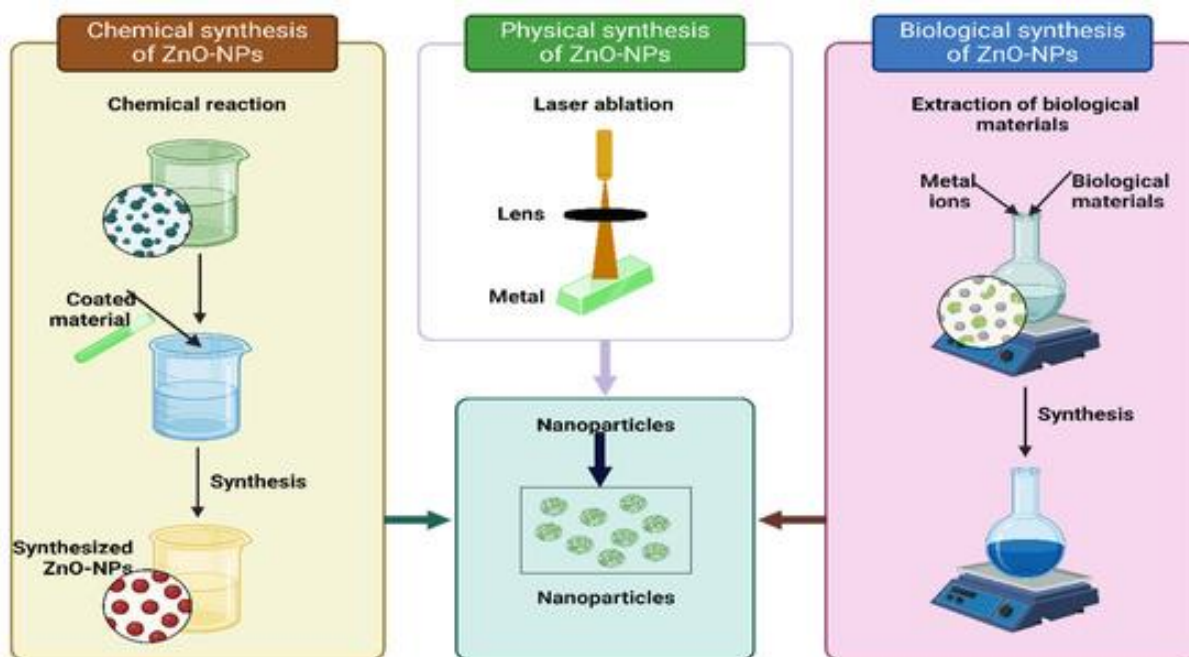 Chemical synthesis
of ZnO-NPs
Chemical reaction
Coated
material
Synthesis
Synthesized
ZnO-NPs
Physical synthesis
of ZnO-NPs
Laser ablation
Lens
Metal
Nanoparticles
Nanoparticles
Biological synthesis
of ZnO-NPs
Extraction of biological
materials
Metal
ions
Biological
materials
Synthesis